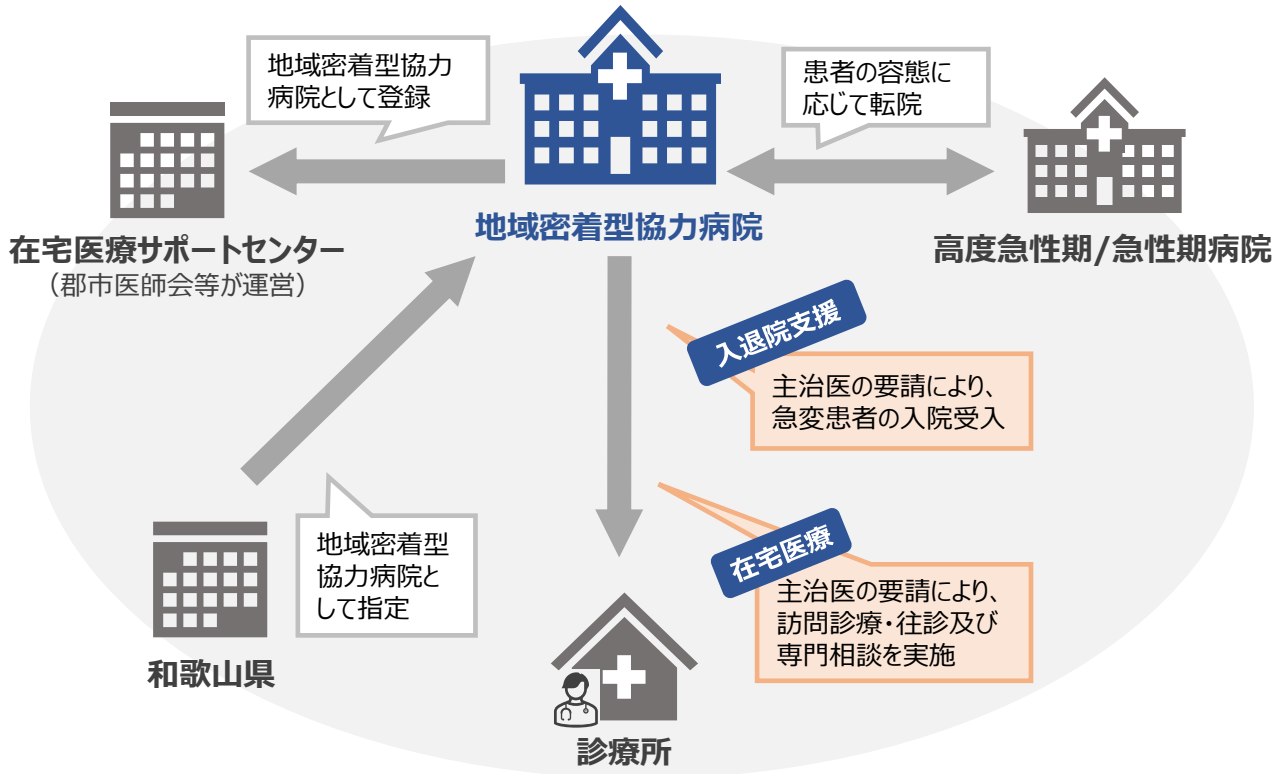 地域密着型協力
病院として登録
患者の容態に
応じて転院
地域密着型協力病院
在宅医療サポートセンター
（郡市医師会等が運営）
高度急性期/急性期病院
入退院支援
主治医の要請により、
急変患者の入院受入
地域密着型
協力病院と
して指定
在宅医療
主治医の要請により、
訪問診療・往診及び
専門相談を実施
和歌山県
診療所